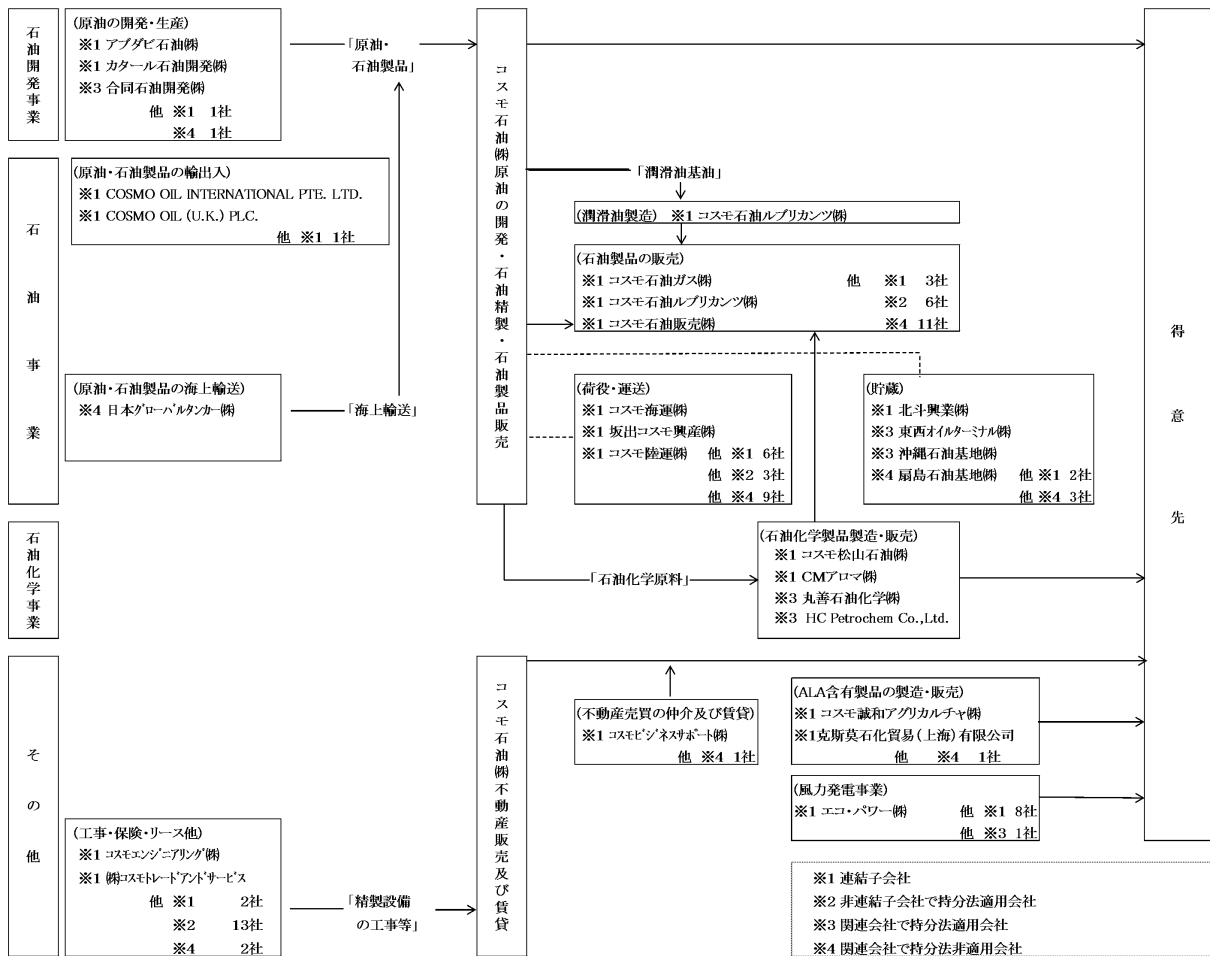 石油開発事業
(原油の開発・生産)
※1 アブダビ石油㈱
※1 カタール石油開発㈱
※3 合同石油開発㈱
他 ※1 1社
※4 1社
「原油・
石油製品」
石油事業
(原油・石油製品の輸出入)
※1 COSMO OIL INTERNATIONAL PTE. LTD.
※1 COSMO OIL (U.K.) PLC.
他 ※1 1社
(原油・石油製品の海上輸送)
※4 日本グローバルタンカー㈱
「海上輸送」
コスモ石油㈱原油の開発・石油精製・石油製品販売
「潤滑油基油」
(潤滑油製造) ※1 コスモ石油ルブリカンツ㈱
(石油製品の販売)
※1 コスモ石油ガス㈱ 他 ※1 3社
※1 コスモ石油ルブリカンツ㈱ ※2 6社
※1 コスモ石油販売㈱ ※4 11社
(荷役・運送)
※1 コスモ海運㈱
※1 坂出コスモ興産㈱
※1 コスモ陸運㈱ 他 ※1 6社
他 ※2 3社
他 ※4 9社
(貯蔵)
※1 北斗興業㈱
※3 東西オイルターミナル㈱
※3 沖縄石油基地㈱
※4 扇島石油基地㈱ 他 ※1 2社
他 ※4 3社
石油化学事業
「石油化学原料」
(石油化学製品製造・販売)
※1 コスモ松山石油㈱
※1 CMアロマ㈱
※3 丸善石油化学㈱
※3 HC Petrochem Co.,Ltd.
得意先
その他
(工事・保険・リース他)
※1 コスモエンジニアリング㈱
※1 ㈱コスモトレードアンドサービス
他 ※1 2社
※2 13社
※4 2社
「精製設備
の工事等」
コスモ石油㈱不動産販売及び賃貸
(不動産売買の仲介及び賃貸)
※1 コスモビジネスサポート㈱
他 ※4 1社
(ALA含有製品の製造・販売)
※1 コスモ誠和アグリカルチャ㈱
※1克斯莫石化貿易(上海)有限公司
他 ※4 1社
(風力発電事業)
※1 エコ・パワー㈱ 他 ※1 8社
他 ※3 1社
※1 連結子会社
※2 非連結子会社で持分法適用会社
※3 関連会社で持分法適用会社
※4 関連会社で持分法非適用会社